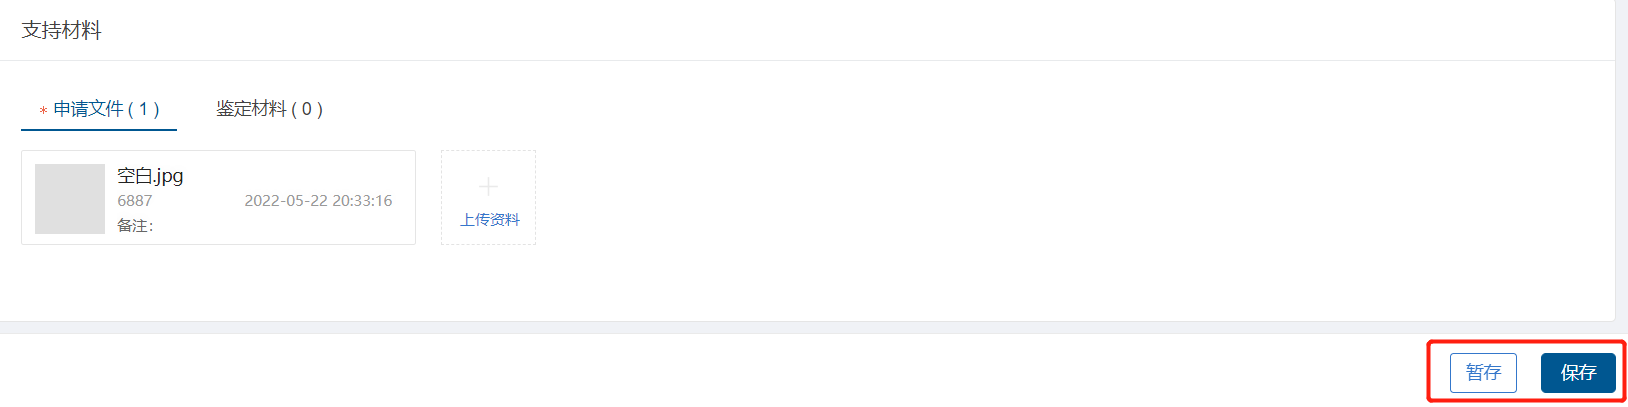 支持材料
* 申请文件 ( 1 ) 鉴定材料 ( 0 )
空白.jpg
6887 2022-05-22 20:33:16
备注:
上传资料
暂存 保存